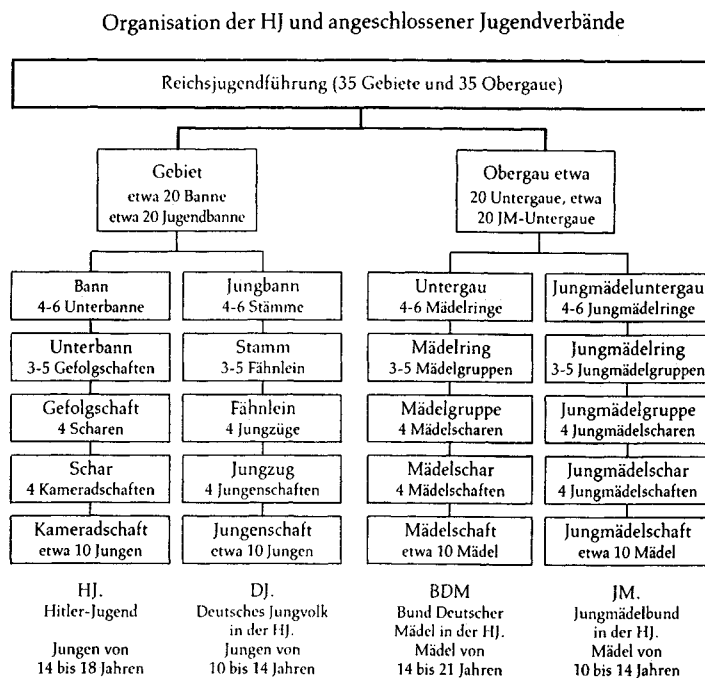 Organisation der HJ und angeschlossener Jugendverbände
Reichsjugendführung (35 Gebiete und 35 Obergaue)
Gebiet
etwa 20 Banne
etwa 20 Jugendbanne
Obergau etwa
20 Untergaue, etwa
20 JM-Untergaue
Bann
4-6 Unterbanne
Unterbann
3-5 Gefolgschaften
Gefolgschaft
4 Scharen
Schar
4 Kameradschaften
Kameradschaft
etwa 10 Jungen
HJ.
Hitler-Jugend
Jungen von
14 bis 18 Jahren
Jungbann
4-6 Stämme
Stamm
3-5 Fähnlein
Fähnlein
4 Jungzüge
Jungzug
4 Jungenschaften
Jungenschaft
etwa 10 Jungen
DJ.
Deutsches Jungvolk
in der HJ.
Jungen von
10 bis 14 Jahren
Untergau
4-6 Mädelringe
Mädelring
3-5 Mädelgruppen
Mädelgruppe
4 Mädelscharen
Mädelschar
4 Mädelschaften
Mädelschaft
etwa 10 Mädel
BDM
Bund Deutscher
Mädel in der HJ.
Mädel von
14 bis 21 Jahren
Jungmädeluntergau
4-6 Jungmädelringe
Jungmädelring
3-5 Jungmädelgruppen
Jungmädelgruppe
4 Jungmädelscharen
Jungmädelschar
4 Jungmädelschaften
Jungmädelschaft
etwa 10 Mädel
JM.
Jungmädelbund
in der HJ.
Mädel von
10 bis 14 Jahren